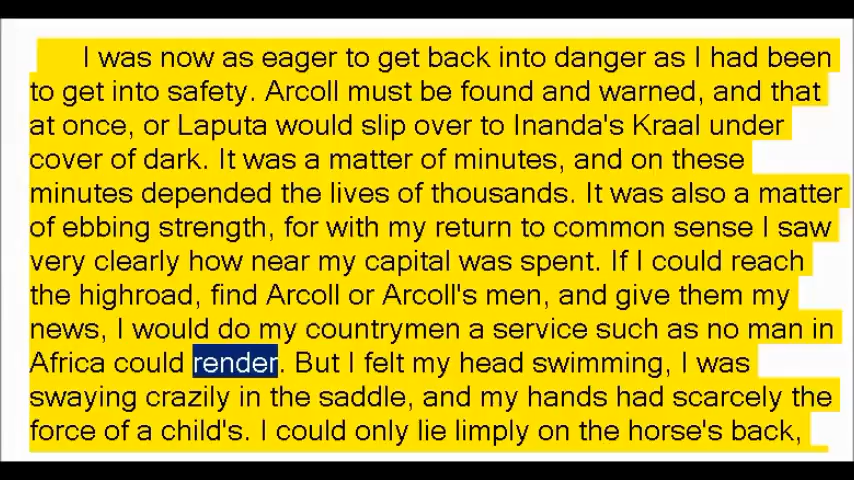 I was now as eager to get back into danger as I had been
to get into safety. Arcoll must be found and warned, and that
at once, or Laputa would slip over to Inanda's Kraal under
cover of dark. It was a matter of minutes, and on these
minutes depended the lives of thousands. It was also a matter
of ebbing strength, for with my return to common sense I saw
very clearly how near my capital was spent. If I could reach
the highroad, find Arcoll or Arcoll's men, and give them my
news, I would do my countrymen a service such as no man in
Africa could render. But I felt my head swimming, I was
swaying crazily in the saddle, and my hands had scarcely the
force of a child's. I could only lie limply on the horse's back,